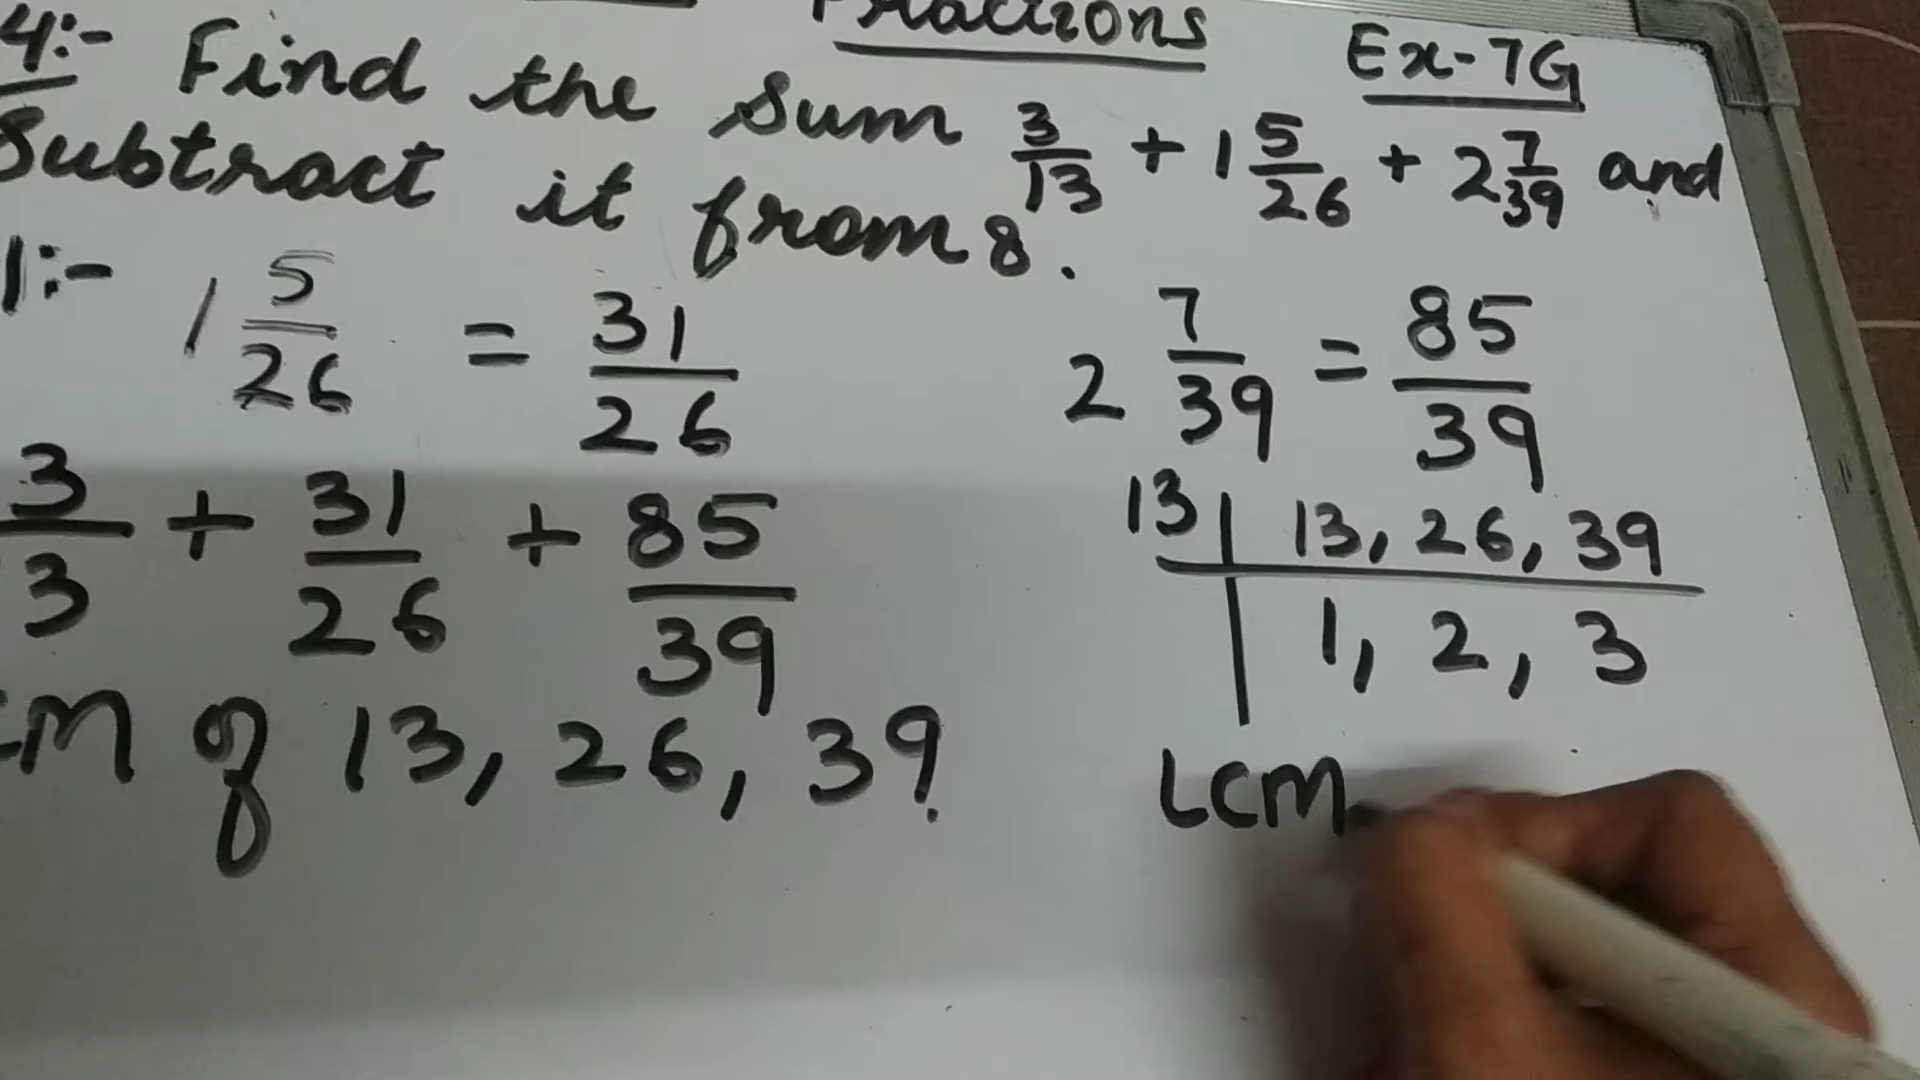 Fractions Ex-7G
4:- Find the sum 3/13 + 1 5/26 + 2 7/39 and
Subtract it from 8.
1:- 1 5/26 = 31/26 2 7/39 = 85/39
3/3 + 31/26 + 85/39
13 | 13, 26, 39
1, 2, 3
M of 13, 26, 39
LCM